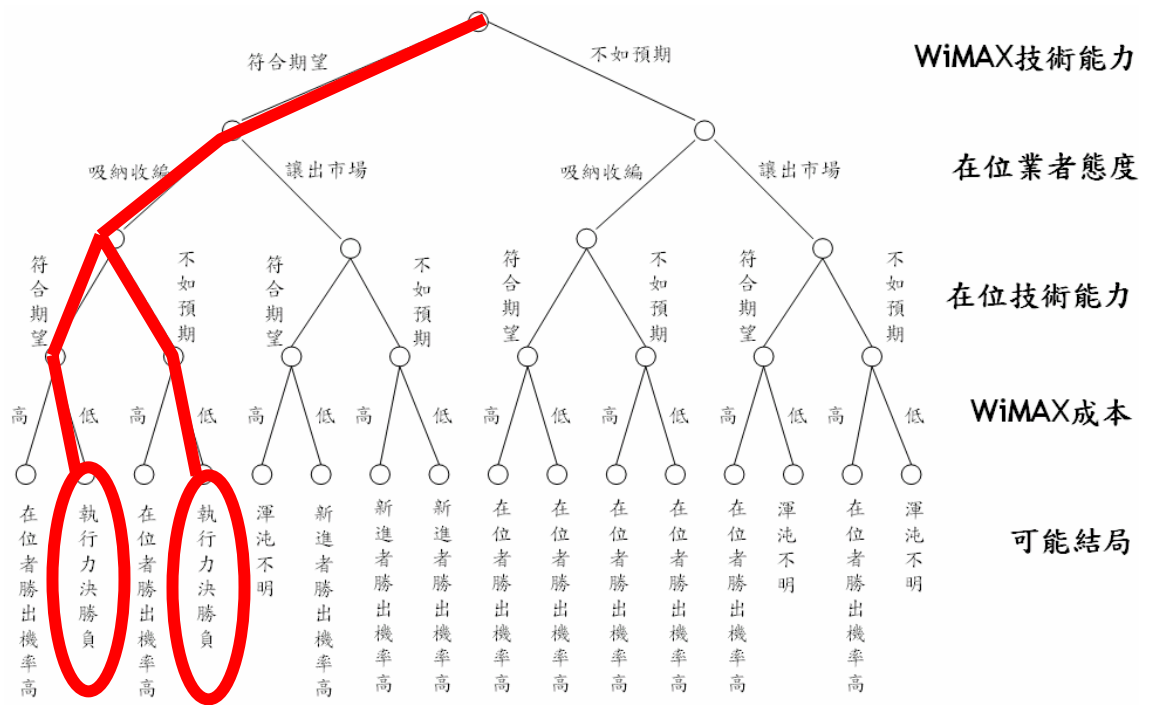 符合期望
不如預期
WiMAX技術能力
吸納收編
讓出市場
吸納收編
讓出市場
在位業者態度
符合期望
不如預期
符合期望
不如預期
符合期望
不如預期
符合期望
不如預期
在位技術能力
高
低
高
低
高
低
高
低
高
低
高
低
高
低
高
低
WiMAX成本
在位者勝出機率高
執行力決勝負
在位者勝出機率高
執行力決勝負
渾沌不明
新進者勝出機率高
新進者勝出機率高
新進者勝出機率高
在位者勝出機率高
在位者勝出機率高
在位者勝出機率高
在位者勝出機率高
在位者勝出機率高
渾沌不明
在位者勝出機率高
渾沌不明
可能結局